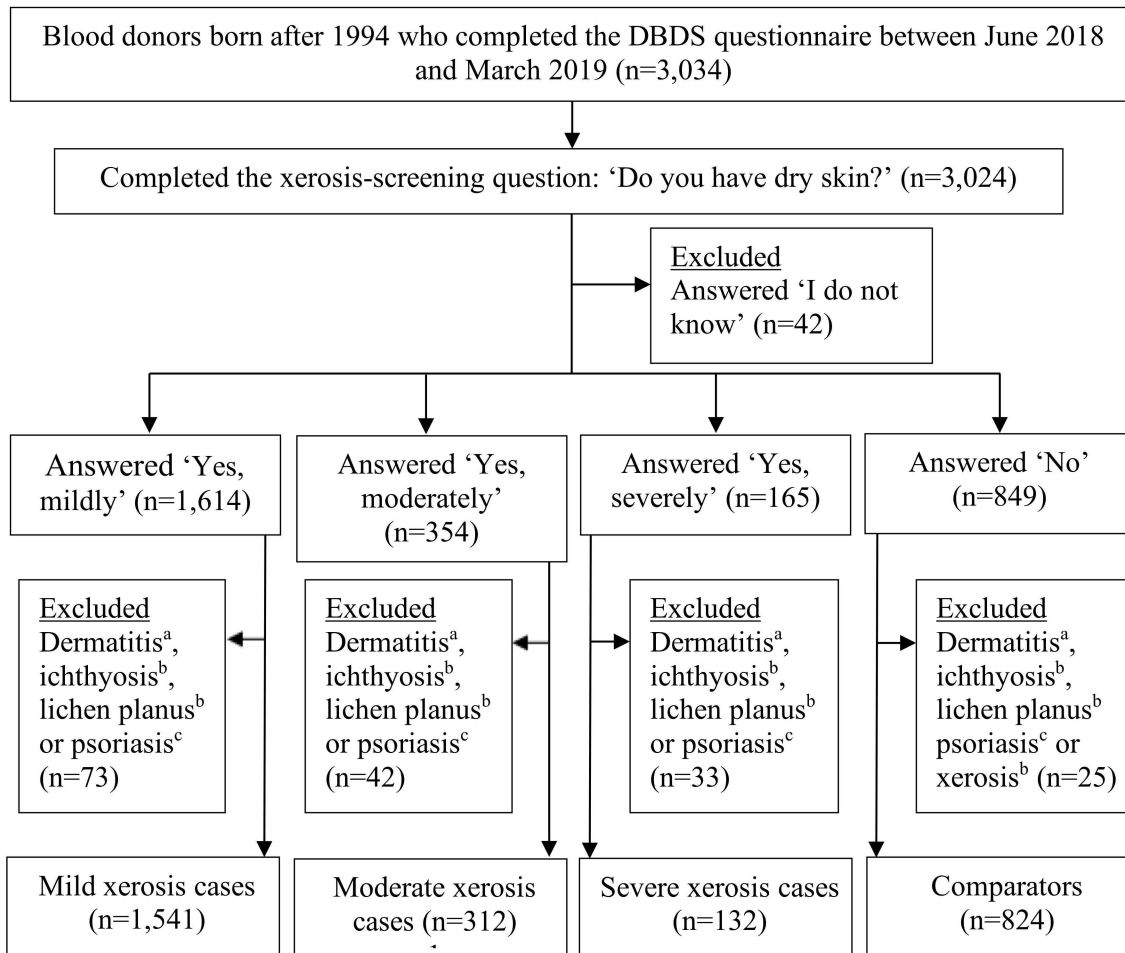 Blood donors born after 1994 who completed the DBDS questionnaire between June 2018
and March 2019 (n=3,034)
Completed the xerosis-screening question: ‘Do you have dry skin?’ (n=3,024)
Excluded
Answered ‘I do not
know’ (n=42)
Answered ‘Yes,
mildly’ (n=1,614)
Answered ‘Yes,
moderately’
(n=354)
Answered ‘Yes,
severely’ (n=165)
Answered ‘No’
(n=849)
Excluded
Dermatitisᵃ,
ichthyosisᵇ,
lichen planusᵇ
or psoriasisᶜ
(n=73)
Excluded
Dermatitisᵃ,
ichthyosisᵇ,
lichen planusᵇ
or psoriasisᶜ
(n=42)
Excluded
Dermatitisᵃ,
ichthyosisᵇ,
lichen planusᵇ
or psoriasisᶜ
(n=33)
Excluded
Dermatitisᵃ,
ichthyosisᵇ,
lichen planusᵇ
psoriasisᶜ or
xerosisᵇ (n=25)
Mild xerosis cases
(n=1,541)
Moderate xerosis
cases (n=312)
Severe xerosis cases
(n=132)
Comparators
(n=824)